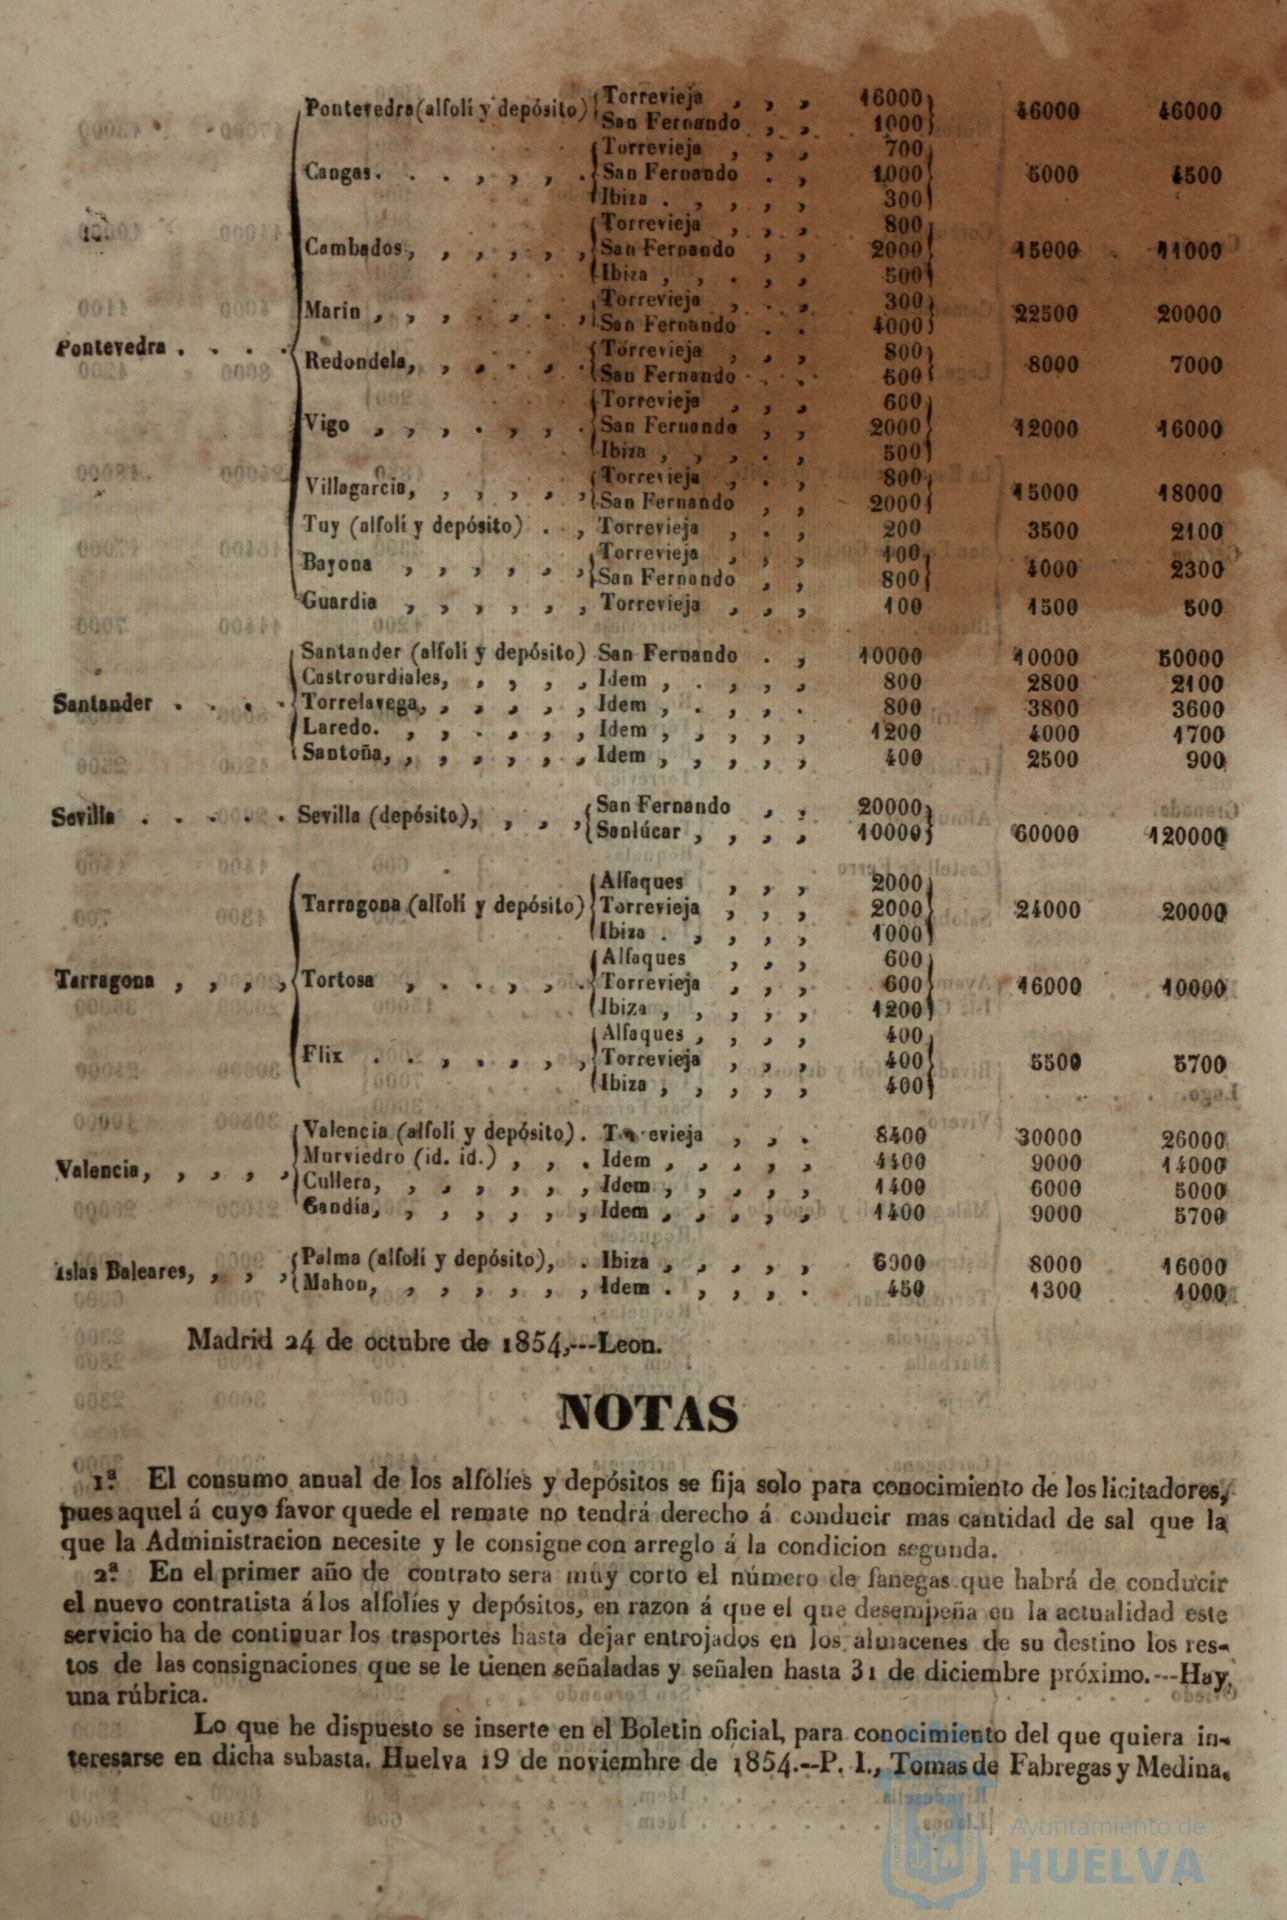 Pontevedra (alfolí y depósito) Torrevieja , , , 16000 46000 46000
San Fernando , , 1000
Cangas. . . , , , . Torrevieja , , , 700 5000 4500
San Fernando . , 1000
Ibiza . , , , , 300
Cambados, , , , , , Torrevieja , . , 800 15000 11000
San Fernando , , 2000
Ibiza , , . , , 500
Pontevedra . . . . Marin , , , . , . , Torrevieja , . , 300 22500 20000
San Fernando . . 4000
Redondela, , , . . , . Torrevieja , , , 800 8000 7000
San Fernando . . 600
Vigo , , , . , , . Torrevieja , , , 600 12000 16000
San Fernando , , 2000
Ibiza , , , . , 500
Villagarcia, , , , , , Torrevieja , . , 800 15000 18000
San Fernando , , 2000
Tuy (alfolí y depósito) . , Torrevieja , . , 200 3500 2100
Bayona , , , , , , Torrevieja , , , 400 4000 2300
San Fernando , , 800
Guardia , , , , , , Torrevieja , , , 100 1500 500
Santander . . . . Santander (alfolí y depósito) San Fernando . , 10000 10000 50000
Castrourdiales, , , , , Idem , . , , , 800 2800 2100
Torrelavega, , , , , , Idem , . , , . 800 3800 3600
Laredo. , , . , , , Idem , , , , , 1200 4000 1700
Santoña, , , , , , , Idem , , , , , 400 2500 900
Sevilla . . . . . Sevilla (depósito), , , , San Fernando , , 20000 60000 120000
Sanlúcar , , , , 10000
Tarragona (alfolí y depósito) Alfaques , , , 2000 24000 20000
Torrevieja , , , 2000
Ibiza . , , , , 1000
Tarragona , , , , Tortosa , . . , , . Alfaques , , , 600 16000 10000
Torrevieja , , , 600
Ibiza , , , , , 1200
Flix . . , , , , , Alfaques , , , , 400 5500 5700
Torrevieja , , , 400
Ibiza , , , , , 400
Valencia, , , , , Valencia (alfolí y depósito). Torrevieja , , . 8400 30000 26000
Murviedro (id. id.) , , . Idem , , , , , 4400 9000 14000
Cullera, , , , , , , Idem , , , , , 1400 6000 5000
Gandía, , , , , , , Idem , , , , , 1400 9000 5700
Islas Baleares, , , , Palma (alfolí y depósito), . Ibiza , , , , , 6000 8000 16000
Mahon, , , , , , , Idem . , , , . 450 1300 1000
Madrid 24 de octubre de 1854,---Leon.
NOTAS
1.ª El consumo anual de los alfolíes y depósitos se fija solo para conocimiento de los licitadores,
pues aquel á cuyo favor quede el remate no tendrá derecho á conducir mas cantidad de sal que la
que la Administracion necesite y le consigne con arreglo á la condicion segunda.
2.ª En el primer año de contrato sera muy corto el número de fanegas que habrá de conducir
el nuevo contratista á los alfolíes y depósitos, en razon á que el que desempeña en la actualidad este
servicio ha de continuar los trasportes hasta dejar entrojados en los almacenes de su destino los res-
tos de las consignaciones que se le tienen señaladas y señalen hasta 31 de diciembre próximo.---Hay
una rúbrica.
Lo que he dispuesto se inserte en el Boletin oficial, para conocimiento del que quiera in-
teresarse en dicha subasta. Huelva 19 de noviembre de 1854.--P. I., Tomas de Fabregas y Medina.
Ayuntamiento de
HUELVA